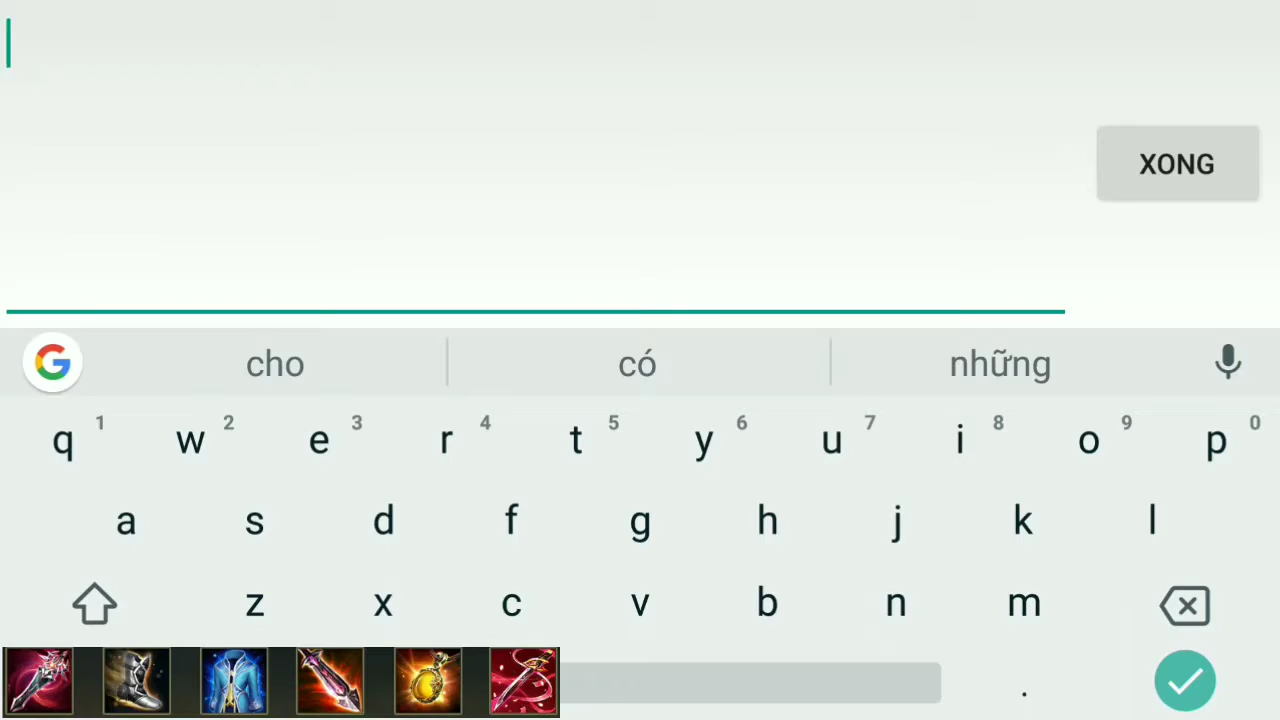 XONG
cho có những
q 1 w 2 e 3 r 4 t 5 y 6 u 7 i 8 o 9 p 0
a s d f g h j k l
z x c v b n m
.